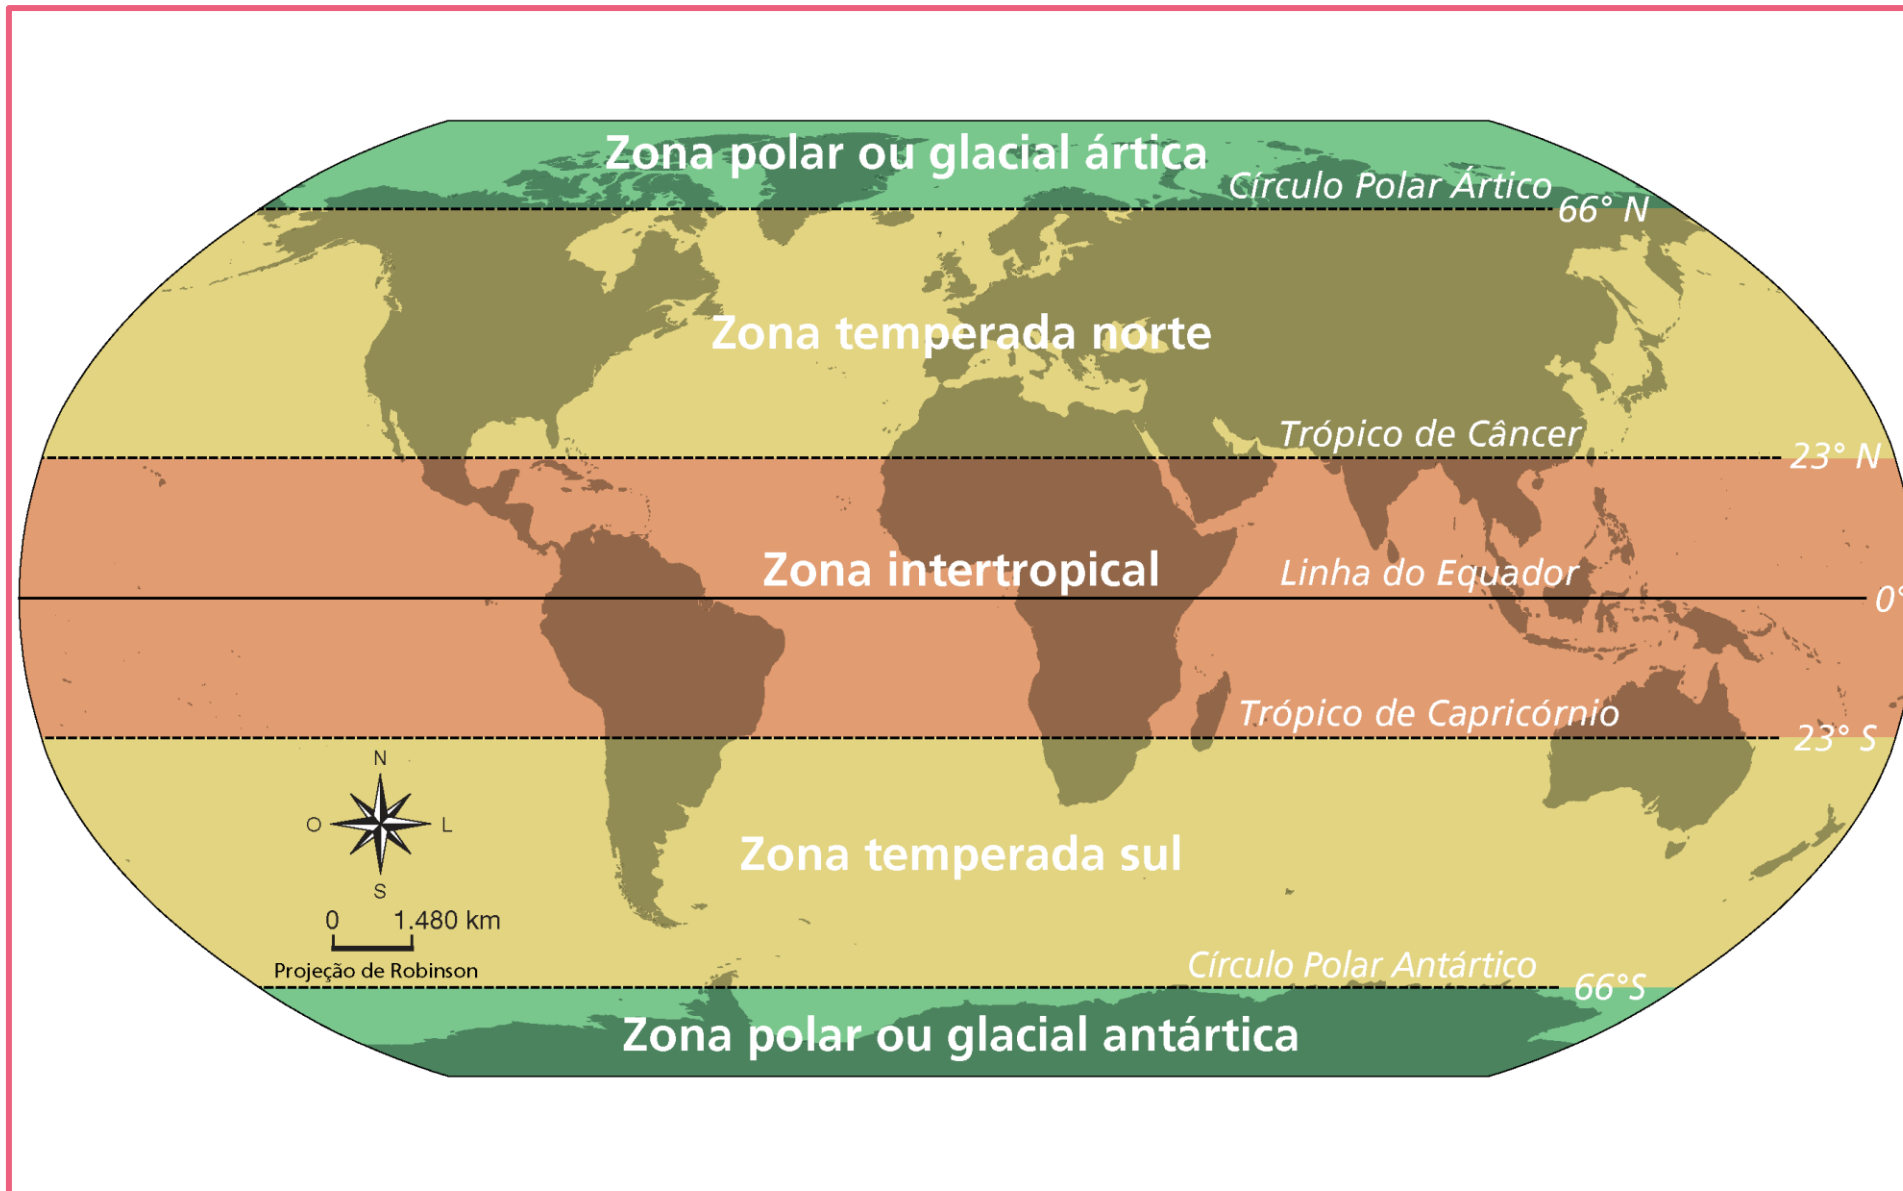 Zona polar ou glacial ártica
Círculo Polar Ártico
66° N
Zona temperada norte
Trópico de Câncer
23° N
Zona intertropical
Linha do Equador
0°
Trópico de Capricórnio
23° S
N
O
L
S
Zona temperada sul
0 1.480 km
Projeção de Robinson
Círculo Polar Antártico
66°S
Zona polar ou glacial antártica